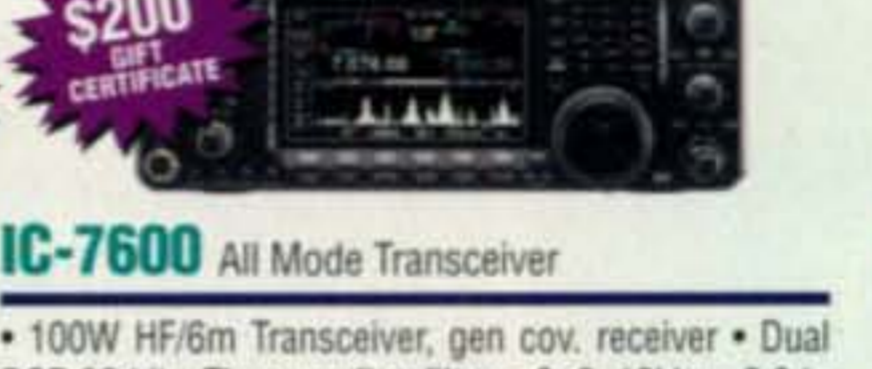 $200
GIFT
CERTIFICATE
IC-7600 All Mode Transceiver
• 100W HF/6m Transceiver, gen cov. receiver • Dual